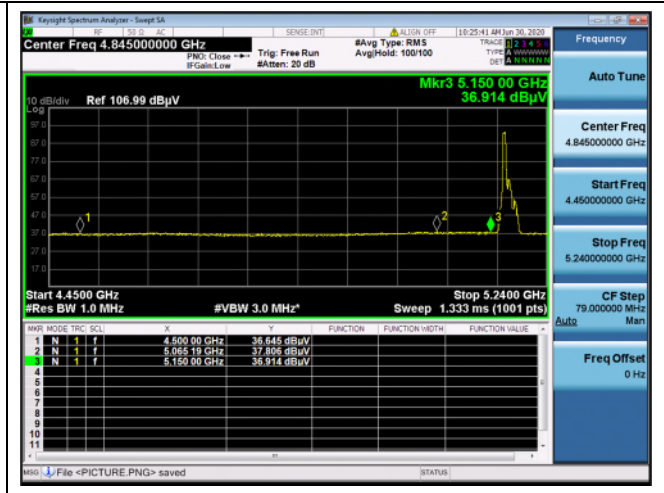 Keysight Spectrum Analyzer - Swept SA
RF 50 Ω AC SENSE:INT ALIGN OFF 10:25:41 AM Jun 30, 2020
Center Freq 4.845000000 GHz #Avg Type: RMS TRACE 1 2 3 4 5 6
PNO: Close Trig: Free Run Avg|Hold: 100/100 TYPE A WWWWW
IFGain:Low #Atten: 20 dB DET A N N N N N
Mkr3 5.150 00 GHz
10 dB/div Ref 106.99 dBµV 36.914 dBµV
Log
97.0
87.0
77.0
67.0
57.0
47.0
37.0
27.0
17.0
1
2
3
Start 4.4500 GHz Stop 5.2400 GHz
#Res BW 1.0 MHz #VBW 3.0 MHz* Sweep 1.333 ms (1001 pts)
MKR MODE TRC SCL X Y FUNCTION FUNCTION WIDTH FUNCTION VALUE
1 N 1 f 4.500 00 GHz 36.645 dBµV
2 N 1 f 5.065 19 GHz 37.806 dBµV
3 N 1 f 5.150 00 GHz 36.914 dBµV
4
5
6
7
8
9
10
11
MSG File <PICTURE.PNG> saved STATUS
Frequency
Auto Tune
Center Freq
4.845000000 GHz
Start Freq
4.450000000 GHz
Stop Freq
5.240000000 GHz
CF Step
79.000000 MHz
Auto Man
Freq Offset
0 Hz